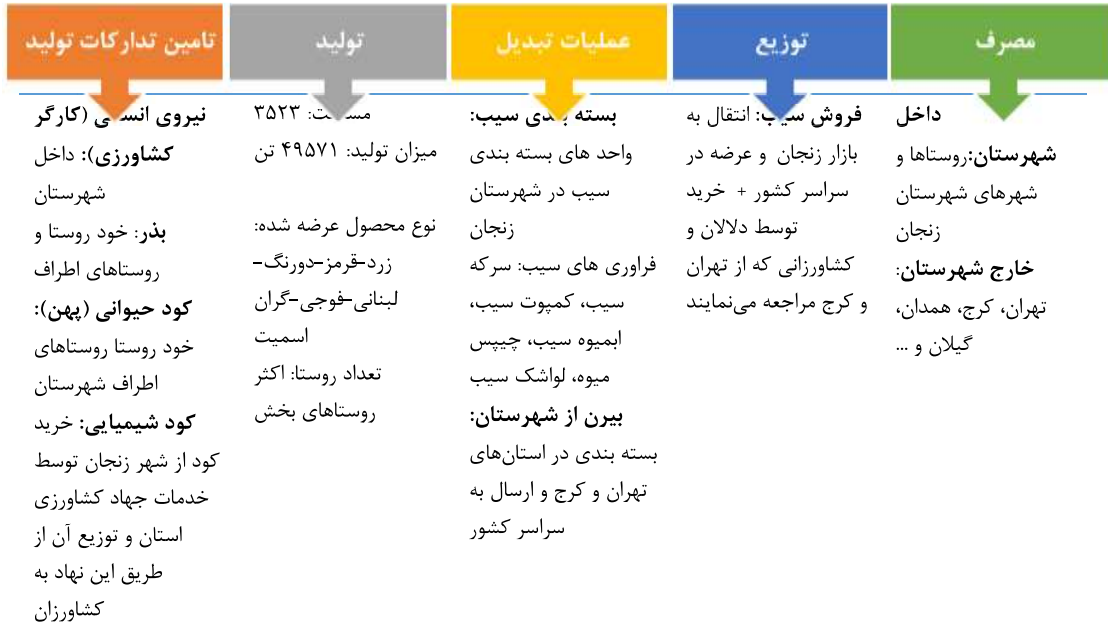 تامین تدارکات تولید
نیروی انسانی (کارگر
کشاورزی): داخل
شهرستان
بذر: خود روستا و
روستاهای اطراف
کود حیوانی (پهن):
خود روستا روستاهای
اطراف شهرستان
کود شیمیایی: خرید
کود از شهر زنجان توسط
خدمات جهاد کشاورزی
استان و توزیع آن از
طریق این نهاد به
کشاورزان
تولید
مساحت: ۳۵۲۳
میزان تولید: ۴۹۵۷۱ تن
نوع محصول عرضه شده:
زرد-قرمز-دورنگ-
لبنانی-فوجی-گران
اسمیت
تعداد روستا: اکثر
روستاهای بخش
عملیات تبدیل
بسته بندی سیب:
واحد های بسته بندی
سیب در شهرستان
زنجان
فراوری های سیب: سرکه
سیب، کمپوت سیب،
ابمیوه سیب، چیپس
میوه، لواشک سیب
بیرن از شهرستان:
بسته بندی در استان‌های
تهران و کرج و ارسال به
سراسر کشور
توزیع
فروش سیب: انتقال به
بازار زنجان و عرضه در
سراسر کشور + خرید
توسط دلالان و
کشاورزانی که از تهران
و کرج مراجعه می‌نمایند
مصرف
داخل
شهرستان:روستاها و
شهرهای شهرستان
زنجان
خارج شهرستان:
تهران، کرج، همدان،
گیلان و ...